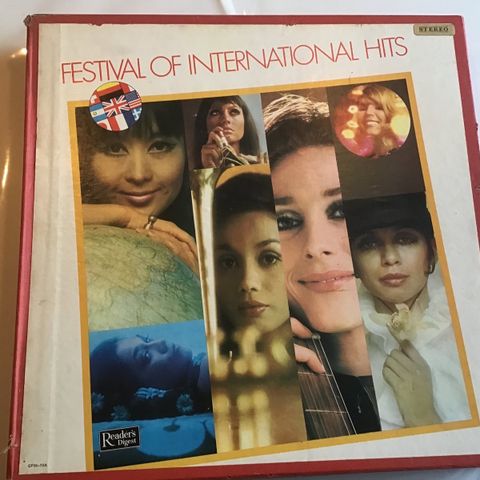 STEREO
FESTIVAL OF INTERNATIONAL HITS
Reader's
Digest